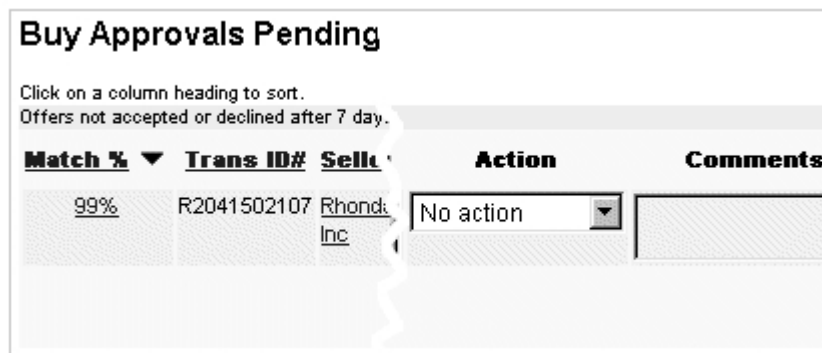 Buy Approvals Pending
Click on a column heading to sort.
Offers not accepted or declined after 7 day
Match % Trans ID# Action Comments
99% R2041502107 No action
Inc